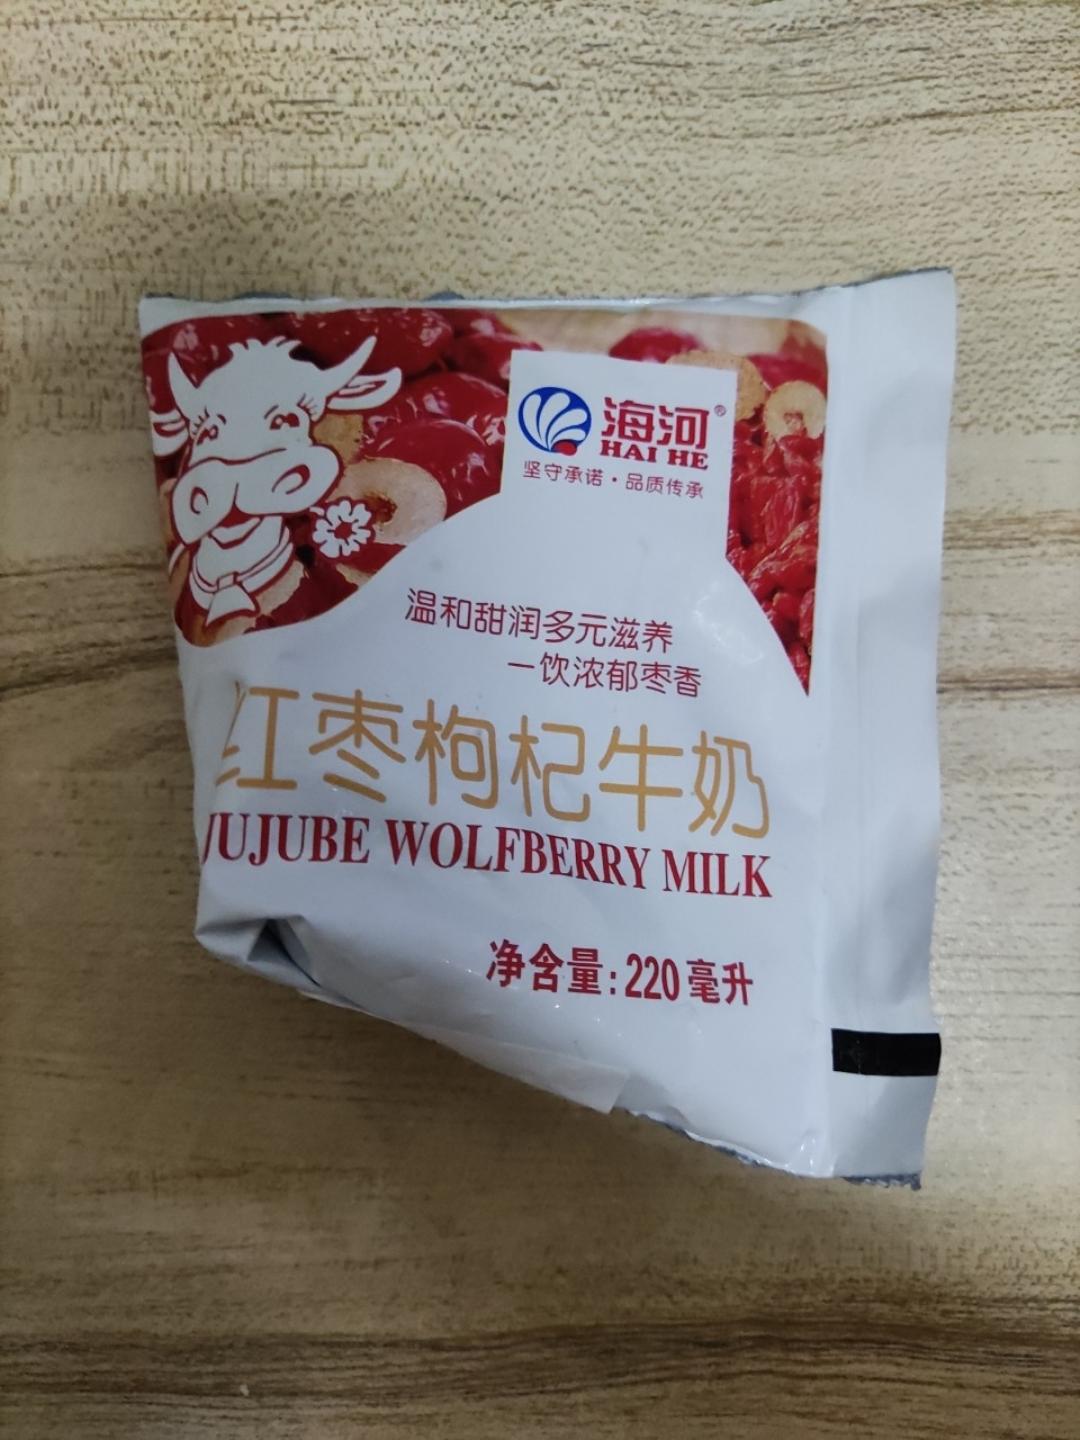 海河®
HAI HE
坚守承诺·品质传承
温和甜润多元滋养
一饮浓郁枣香
红枣枸杞牛奶
JUJUBE WOLFBERRY MILK
净含量:220毫升